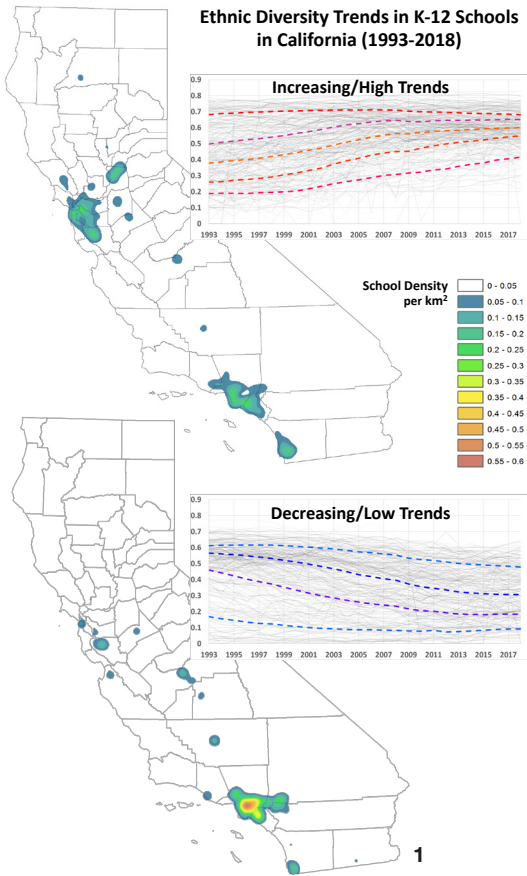 Ethnic Diversity Trends in K-12 Schools
in California (1993-2018)
Increasing/High Trends
0.9
0.8
0.7
0.6
0.5
0.4
0.3
0.2
0.1
0
1993 1995 1997 1999 2001 2003 2005 2007 2009 2011 2013 2015 2017
School Density
per km²
0 - 0.05
0.05 - 0.1
0.1 - 0.15
0.15 - 0.2
0.2 - 0.25
0.25 - 0.3
0.3 - 0.35
0.35 - 0.4
0.4 - 0.45
0.45 - 0.5
0.5 - 0.55
0.55 - 0.6
Decreasing/Low Trends
0.9
0.8
0.7
0.6
0.5
0.4
0.3
0.2
0.1
0
1993 1995 1997 1999 2001 2003 2005 2007 2009 2011 2013 2015 2017
1